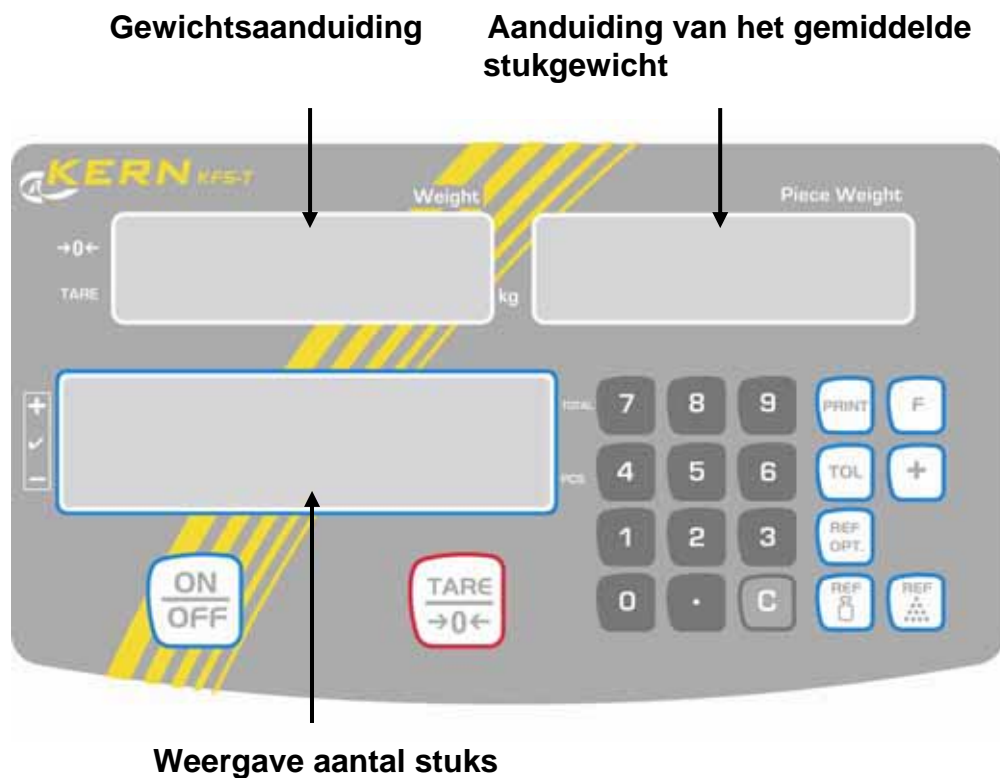 Gewichtsaanduiding
Aanduiding van het gemiddelde
stukgewicht
KERN KFS-T
Weight
Piece Weight
→0←
TARE
kg
+
✓
−
TOTAL
PCS
7 8 9 PRINT F
4 5 6 TOL +
1 2 3 REF OPT.
0 . C REF REF
ON
OFF
TARE
→0←
Weergave aantal stuks